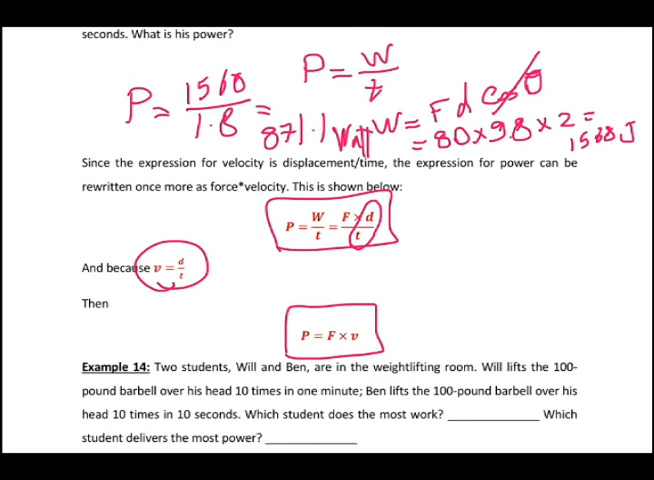 seconds. What is his power?
P = W/t
P = 1568/1.8 = 871.1 Watt
W = F d Cos θ
= 80 × 9.8 × 2 = 1568 J
Since the expression for velocity is displacement/time, the expression for power can be
rewritten once more as force*velocity. This is shown below:
P = W/t = F × d/t
And because v = d/t
Then
P = F × v
Example 14: Two students, Will and Ben, are in the weightlifting room. Will lifts the 100-
pound barbell over his head 10 times in one minute; Ben lifts the 100-pound barbell over his
head 10 times in 10 seconds. Which student does the most work? ______________ Which
student delivers the most power? ______________